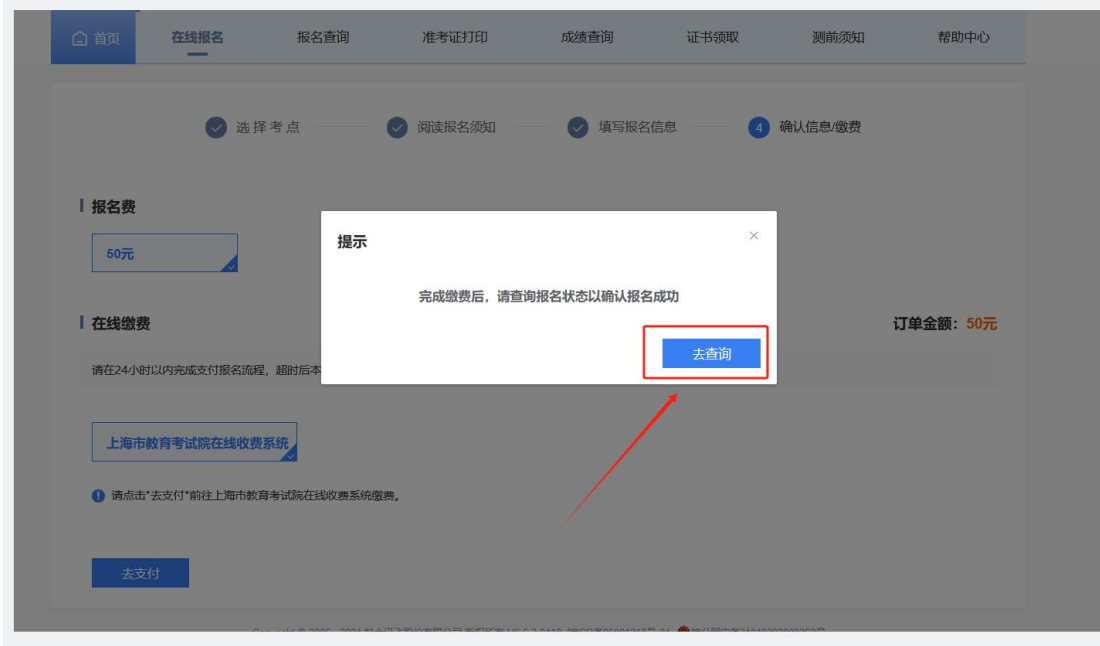 首页 在线报名 报名查询 准考证打印 成绩查询 证书领取 测前须知 帮助中心
选择考点 阅读报名须知 填写报名信息 4 确认信息/缴费
报名费
50元
提示
完成缴费后，请查询报名状态以确认报名成功
去查询
在线缴费 订单金额：50元
请在24小时以内完成支付报名流程，超时后本
上海市教育考试院在线收费系统
请点击"去支付"前往上海市教育考试院在线收费系统缴费。
去支付